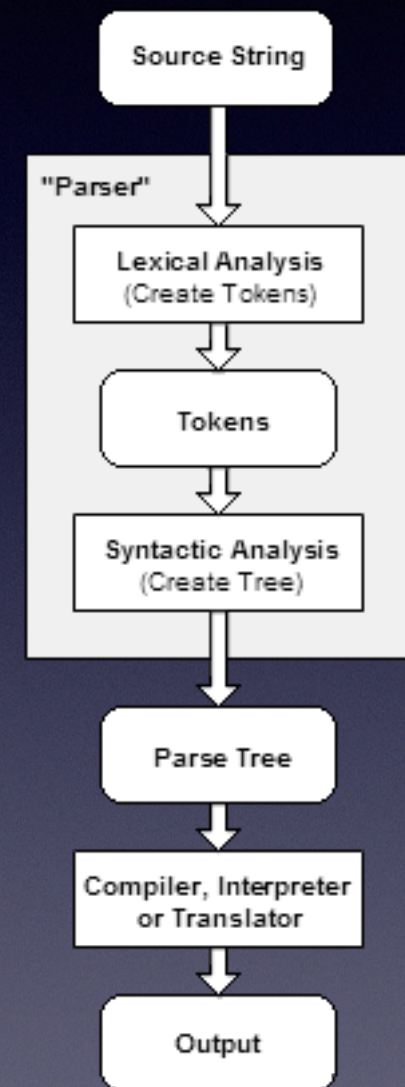 Source String
"Parser"
Lexical Analysis
(Create Tokens)
Tokens
Syntactic Analysis
(Create Tree)
Parse Tree
Compiler, Interpreter
or Translator
Output